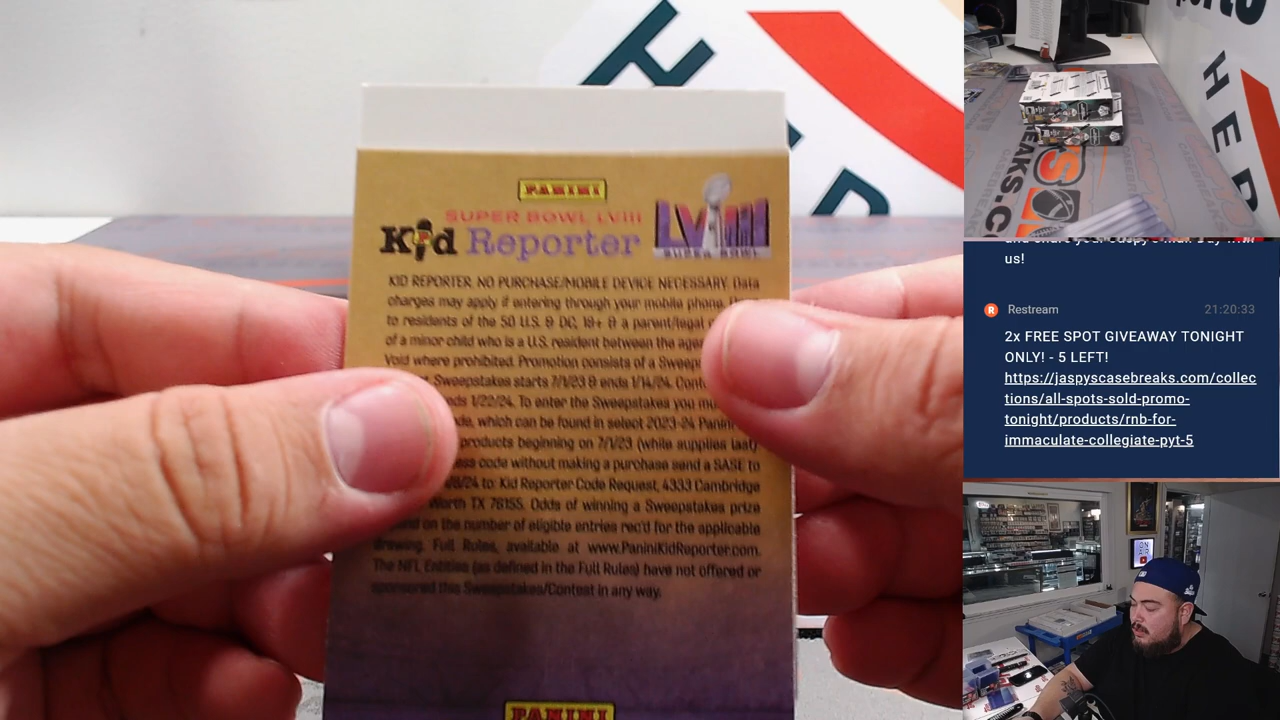 PANINI
SUPER BOWL LVIII
Kid Reporter
LVIII
SUPER BOWL
KID REPORTER. NO PURCHASE/MOBILE DEVICE NECESSARY. Data
charges may apply if entering through your mobile phone.
to residents of the 50 U.S. & DC, 18+ & a parent/legal
of a minor child who is a U.S. resident between the
Void where prohibited. Promotion consists of a
Sweepstakes starts 7/1/23 & ends 1/14/24.
ends 1/22/24. To enter the Sweepstakes you
which can be found in select 2023-24
products beginning on 7/1/23 (while supplies last)
code without making a purchase send a SASE to
to: Kid Reporter Code Request, 4333 Cambridge
Worth TX 76155. Odds of winning a Sweepstakes prize
on the number of eligible entries rec'd for the applicable
drawing. Full Rules, available at www.PaniniKidReporter.com.
The NFL Entities (as defined in the Full Rules) have not offered or
sponsored this Sweepstakes/Contest in any way.
PANINI
HED
BREAKS.C
us!
R Restream 21:20:33
2x FREE SPOT GIVEAWAY TONIGHT
ONLY! - 5 LEFT!
https://jaspyscasebreaks.com/collec
tions/all-spots-sold-promo-
tonight/products/rnb-for-
immaculate-collegiate-pyt-5
ON
AIR